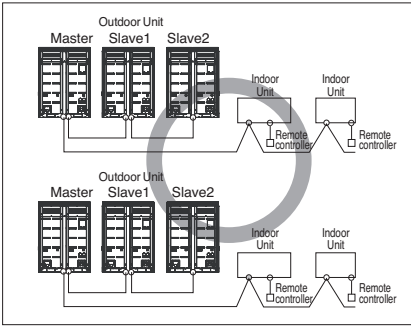 Outdoor Unit
Master Slave1 Slave2
Indoor Unit
Indoor Unit
Remote controller
Remote controller
Outdoor Unit
Master Slave1 Slave2
Indoor Unit
Indoor Unit
Remote controller
Remote controller